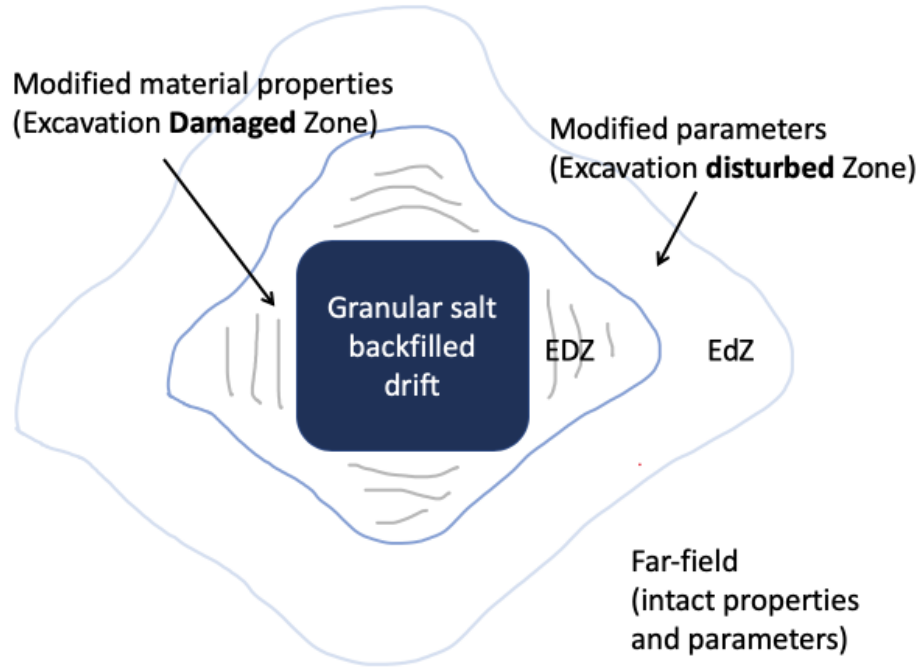 Modified material properties
(Excavation Damaged Zone)
Modified parameters
(Excavation disturbed Zone)
Granular salt
backfilled
drift
EDZ
EdZ
Far-field
(intact properties
and parameters)